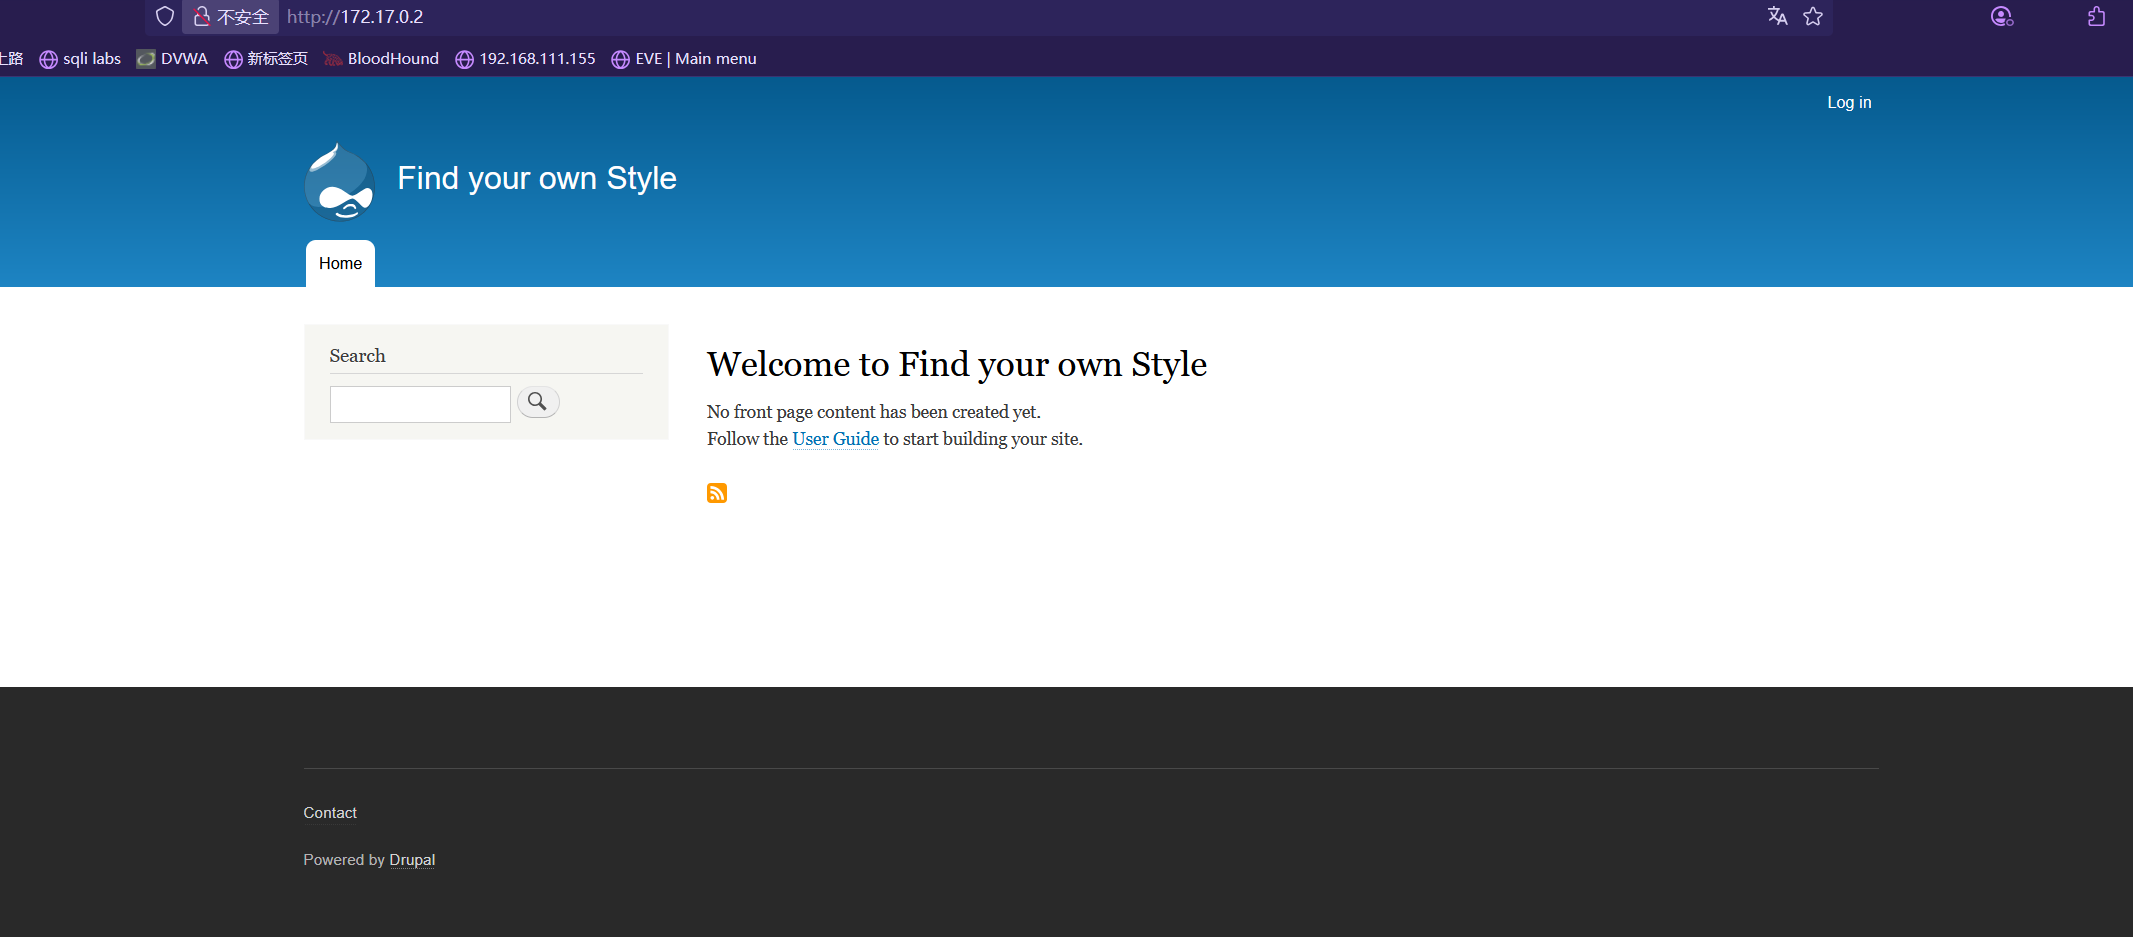 不安全 http://172.17.0.2
上路 sqli labs DVWA 新标签页 BloodHound 192.168.111.155 EVE | Main menu
Log in
Find your own Style
Home
Search
Welcome to Find your own Style
No front page content has been created yet.
Follow the User Guide to start building your site.
Contact
Powered by Drupal